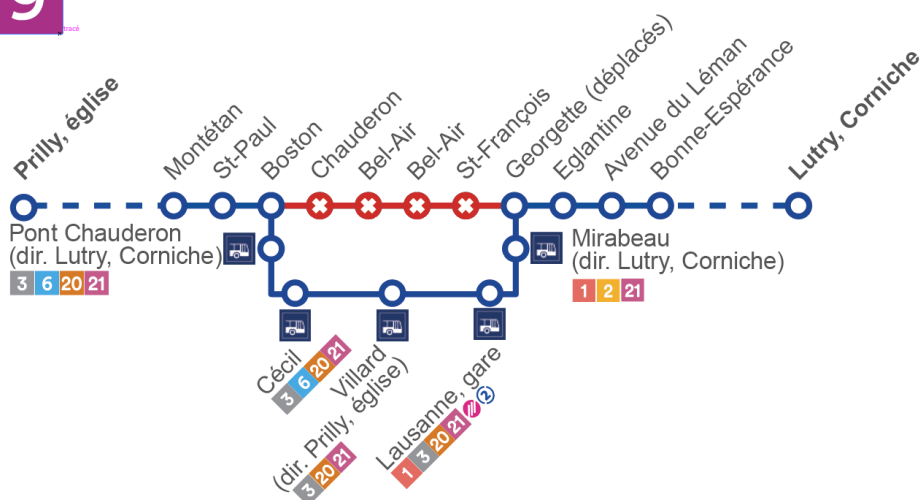 9
tracé
Prilly, église
Montétan
St-Paul
Boston
Chauderon
Bel-Air
Bel-Air
St-François
Georgette (déplacés)
Eglantine
Avenue du Léman
Bonne-Espérance
Lutry, Corniche
Pont Chauderon
(dir. Lutry, Corniche)
3 6 20 21
Mirabeau
(dir. Lutry, Corniche)
1 2 21
Cécil
3 6 20 21
Villard
(dir. Prilly, église)
3 20 21
Lausanne, gare
1 3 20 21 2